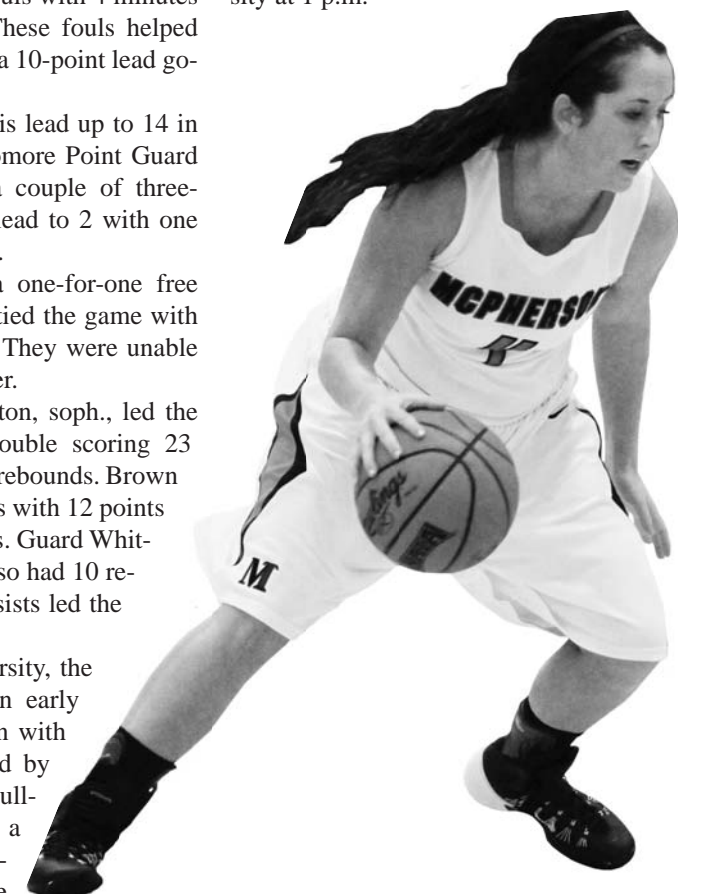 uls with 4 minutes
These fouls helped
a 10-point lead go-
is lead up to 14 in
omore Point Guard
a couple of three-
lead to 2 with one
.
a one-for-one free
tied the game with
They were unable
er.
ton, soph., led the
ouble scoring 23
rebounds. Brown
s with 12 points
s. Guard Whit-
so had 10 re-
sists led the
rsity, the
n early
n with
d by
ull-
a
-
e
sity at 1 p.m.
MCPHERSON
M